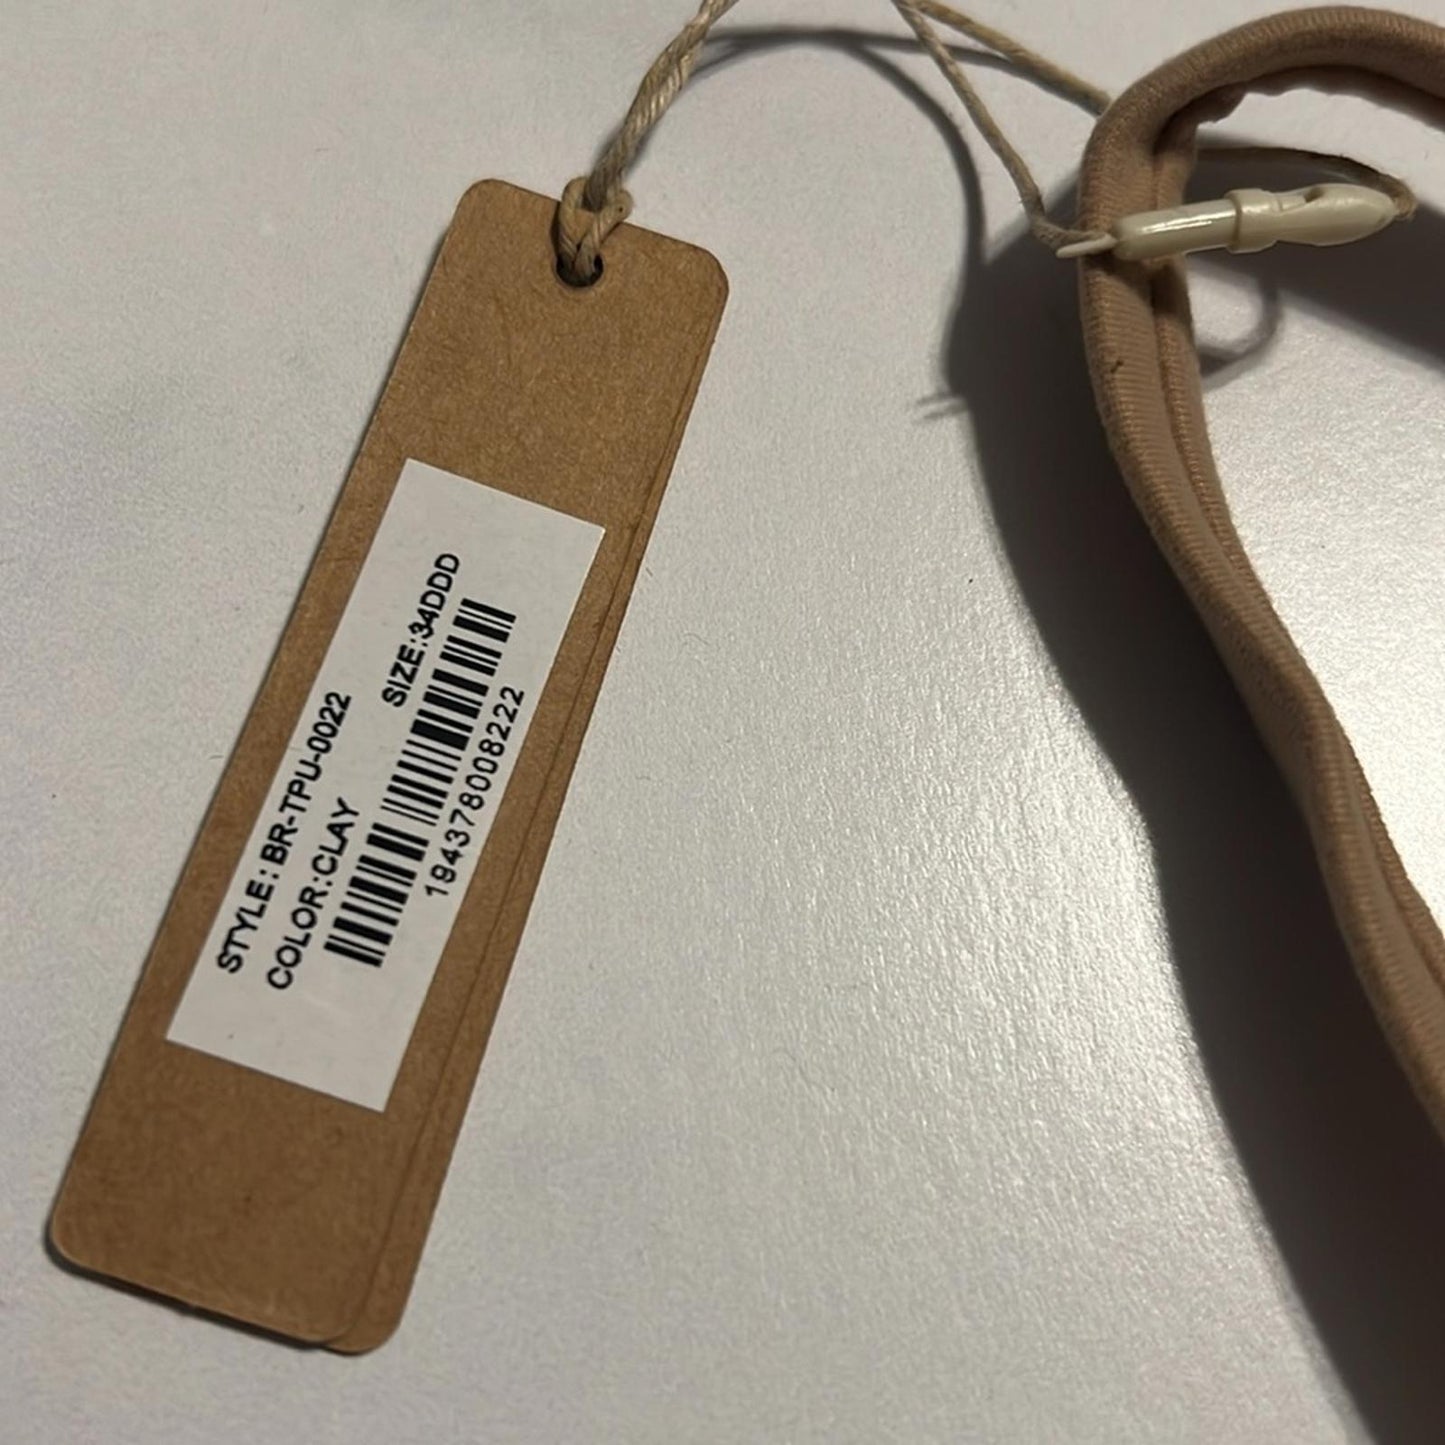 STYLE: BR-TPU-0022
COLOR:CLAY
SIZE:34DDD
194378008222